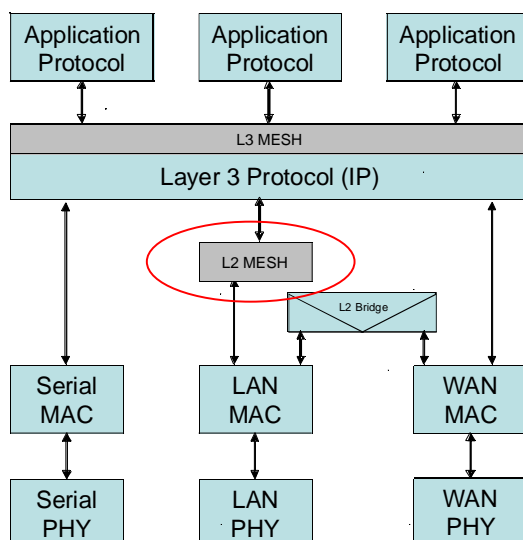 Application
Protocol
Application
Protocol
Application
Protocol
L3 MESH
Layer 3 Protocol (IP)
L2 MESH
L2 Bridge
Serial
MAC
LAN
MAC
WAN
MAC
Serial
PHY
LAN
PHY
WAN
PHY